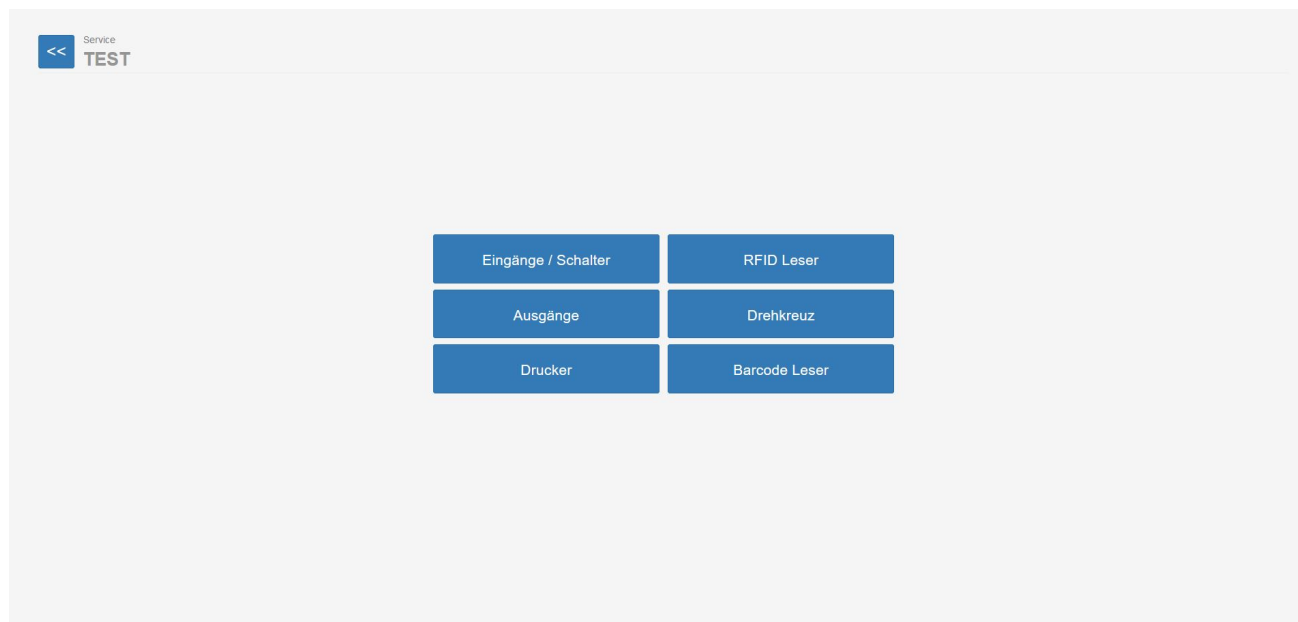 <<
Service
TEST
Eingänge / Schalter
RFID Leser
Ausgänge
Drehkreuz
Drucker
Barcode Leser